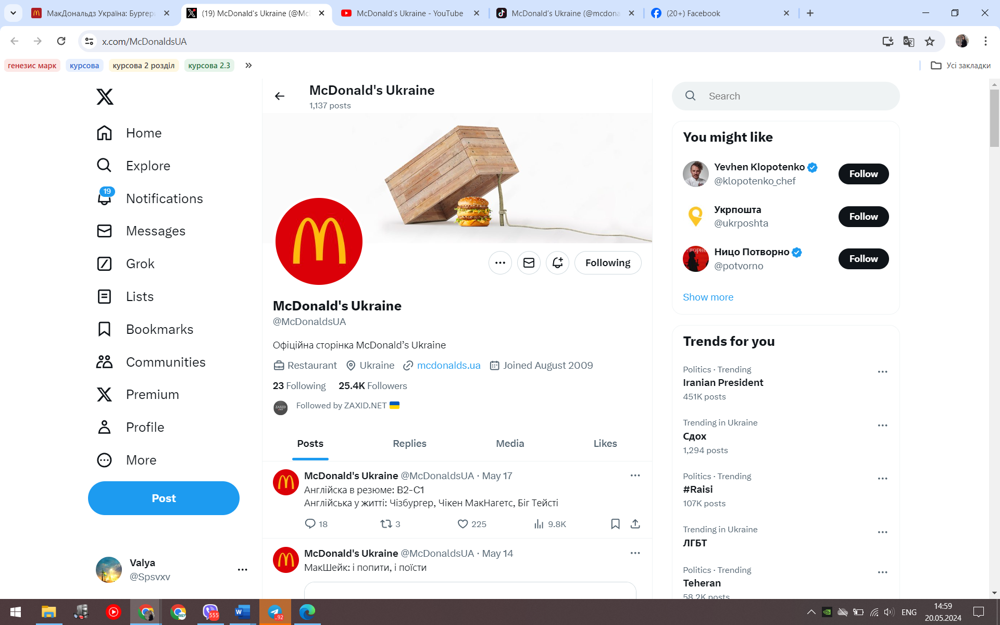 МакДональдз Україна: Бургери
(19) McDonald's Ukraine (@Mc
McDonald's Ukraine - YouTube
McDonald's Ukraine (@mcdona
(20+) Facebook
x.com/McDonaldsUA
генезис марк
курсова
курсова 2 розділ
курсова 2.3
Усі закладки
Home
Explore
19
Notifications
Messages
Grok
Lists
Bookmarks
Communities
Premium
Profile
More
Post
Valya
@Spsvxv
McDonald's Ukraine
1,137 posts
Following
McDonald's Ukraine
@McDonaldsUA
Офіційна сторінка McDonald’s Ukraine
Restaurant Ukraine mcdonalds.ua Joined August 2009
23 Following 25.4K Followers
ZAXID
.NET
Followed by ZAXID.NET
Posts Replies Media Likes
McDonald's Ukraine @McDonaldsUA · May 17
Англійска в резюме: B2-C1
Англійська у житті: Чізбургер, Чікен МакНагетс, Біг Тейсті
18 3 225 9.8K
McDonald's Ukraine @McDonaldsUA · May 14
МакШейк: і попити, і поїсти
Search
You might like
Yevhen Klopotenko
@klopotenko_chef
Follow
Укрпошта
@ukrposhta
Follow
Ницо Потворно
@potvorno
Follow
Show more
Trends for you
Politics · Trending
Iranian President
451K posts
Trending in Ukraine
Сдох
1,294 posts
Politics · Trending
#Raisi
107K posts
Trending in Ukraine
ЛГБТ
Politics · Trending
Teheran
58.2K posts
555
..92
ENG
14:59
20.05.2024